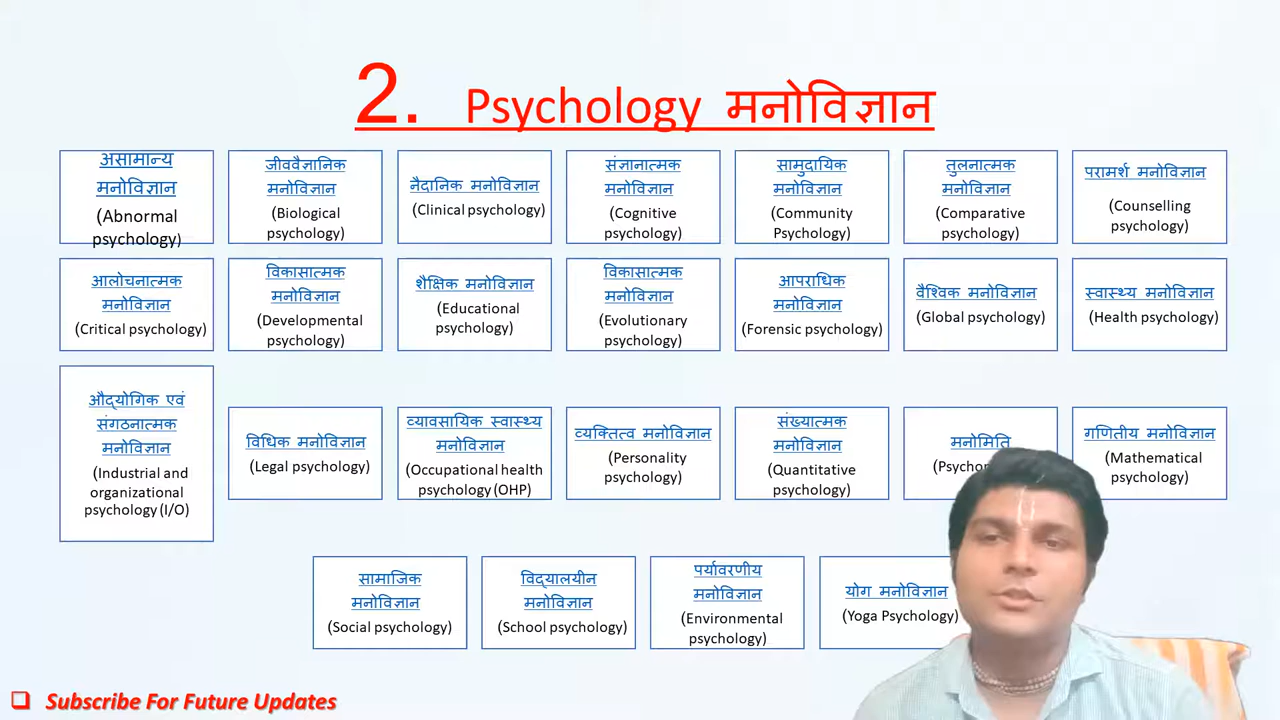 2. Psychology मनोविज्ञान
असामान्य
मनोविज्ञान
(Abnormal
psychology)
जीववैज्ञानिक
मनोविज्ञान
(Biological
psychology)
नैदानिक मनोविज्ञान
(Clinical psychology)
संज्ञानात्मक
मनोविज्ञान
(Cognitive
psychology)
सामुदायिक
मनोविज्ञान
(Community
Psychology)
तुलनात्मक
मनोविज्ञान
(Comparative
psychology)
परामर्श मनोविज्ञान
(Counselling
psychology)
आलोचनात्मक
मनोविज्ञान
(Critical psychology)
विकासात्मक
मनोविज्ञान
(Developmental
psychology)
शैक्षिक मनोविज्ञान
(Educational
psychology)
विकासात्मक
मनोविज्ञान
(Evolutionary
psychology)
आपराधिक
मनोविज्ञान
(Forensic psychology)
वैश्विक मनोविज्ञान
(Global psychology)
स्वास्थ्य मनोविज्ञान
(Health psychology)
औद्योगिक एवं
संगठनात्मक
मनोविज्ञान
(Industrial and
organizational
psychology (I/O)
विधिक मनोविज्ञान
(Legal psychology)
व्यावसायिक स्वास्थ्य
मनोविज्ञान
(Occupational health
psychology (OHP)
व्यक्तित्व मनोविज्ञान
(Personality
psychology)
संख्यात्मक
मनोविज्ञान
(Quantitative
psychology)
मनोमिति
गणितीय मनोविज्ञान
(Mathematical
psychology)
सामाजिक
मनोविज्ञान
(Social psychology)
विद्यालयीन
मनोविज्ञान
(School psychology)
पर्यावरणीय
मनोविज्ञान
(Environmental
psychology)
योग मनोविज्ञान
(Yoga Psychology)
Subscribe For Future Updates